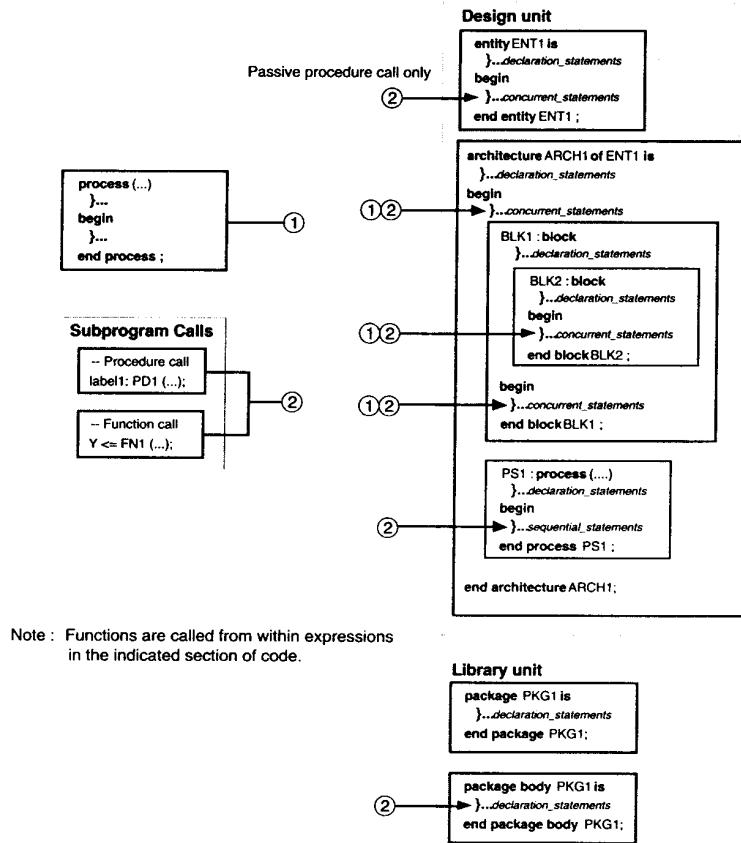 Design unit
entity ENT1 is
}...declaration_statements
Passive procedure call only
begin
② }...concurrent_statements
end entity ENT1 ;
architecture ARCH1 of ENT1 is
}...declaration_statements
begin
①② }...concurrent_statements
process (...)
}...
begin
}...
end process ;
①
BLK1 : block
}...declaration_statements
BLK2 : block
}...declaration_statements
begin
①② }...concurrent_statements
end block BLK2 ;
Subprogram Calls
-- Procedure call
label1: PD1 (...);
②
-- Function call
Y <= FN1 (...);
begin
①② }...concurrent_statements
end block BLK1 ;
PS1 : process (....)
}...declaration_statements
begin
② }...sequential_statements
end process PS1 ;
end architecture ARCH1;
Note : Functions are called from within expressions
in the indicated section of code.
Library unit
package PKG1 is
}...declaration_statements
end package PKG1;
package body PKG1 is
② }...declaration_statements
end package body PKG1;